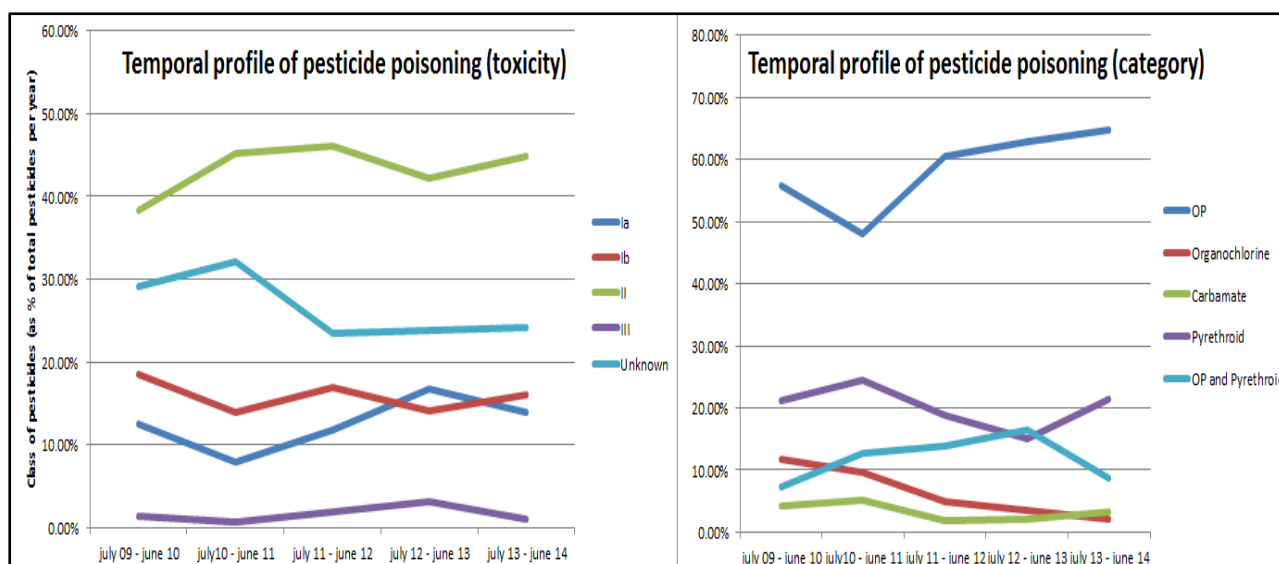 Temporal profile of pesticide poisoning (toxicity)
Class of pesticides (as % of total pesticides per year)
60.00%
50.00%
40.00%
30.00%
20.00%
10.00%
0.00%
july 09 - june 10 july10 - june 11 july 11 - june 12 july 12 - june 13 july 13 - june 14
Ia
Ib
II
III
Unknown
Temporal profile of pesticide poisoning (category)
80.00%
70.00%
60.00%
50.00%
40.00%
30.00%
20.00%
10.00%
0.00%
july 09 - june 10 july10 - june 11 july 11 - june 12 july 12 - june 13 july 13 - june 14
OP
Organochlorine
Carbamate
Pyrethroid
OP and Pyrethroid